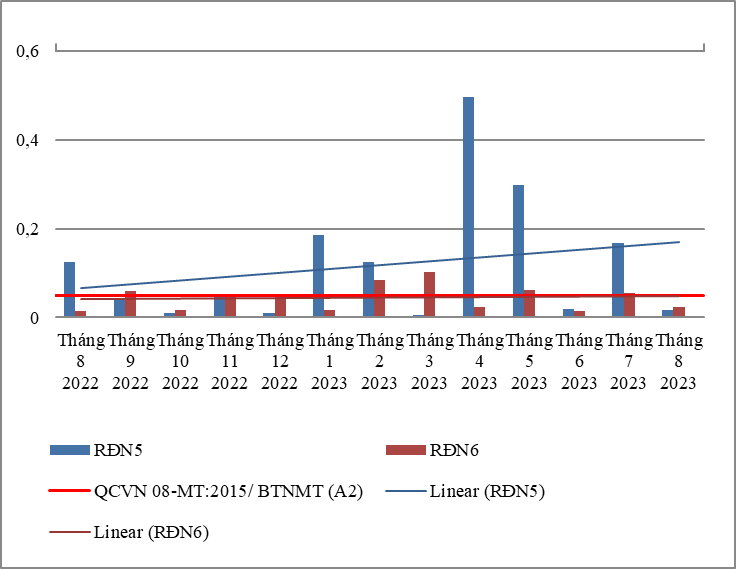 0,6
0,4
0,2
0
Tháng 8 2022
Tháng 9 2022
Tháng 10 2022
Tháng 11 2022
Tháng 12 2022
Tháng 1 2023
Tháng 2 2023
Tháng 3 2023
Tháng 4 2023
Tháng 5 2023
Tháng 6 2023
Tháng 7 2023
Tháng 8 2023
RĐN5
RĐN6
QCVN 08-MT:2015/ BTNMT (A2)
Linear (RĐN5)
Linear (RĐN6)